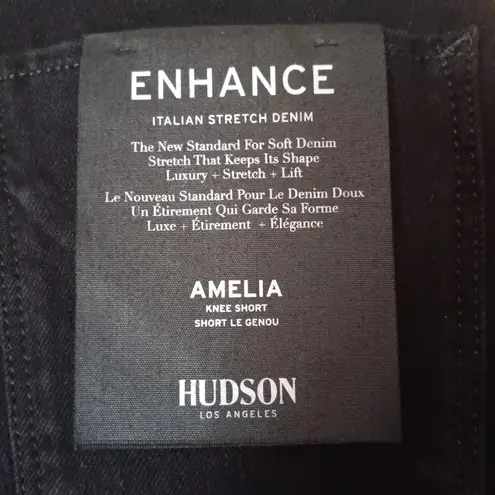 ENHANCE
ITALIAN STRETCH DENIM
The New Standard For Soft Denim
Stretch That Keeps Its Shape
Luxury + Stretch + Lift
Le Nouveau Standard Pour Le Denim Doux
Un Étirement Qui Garde Sa Forme
Luxe + Étirement + Élégance
AMELIA
KNEE SHORT
SHORT LE GENOU
HUDSON
LOS ANGELES